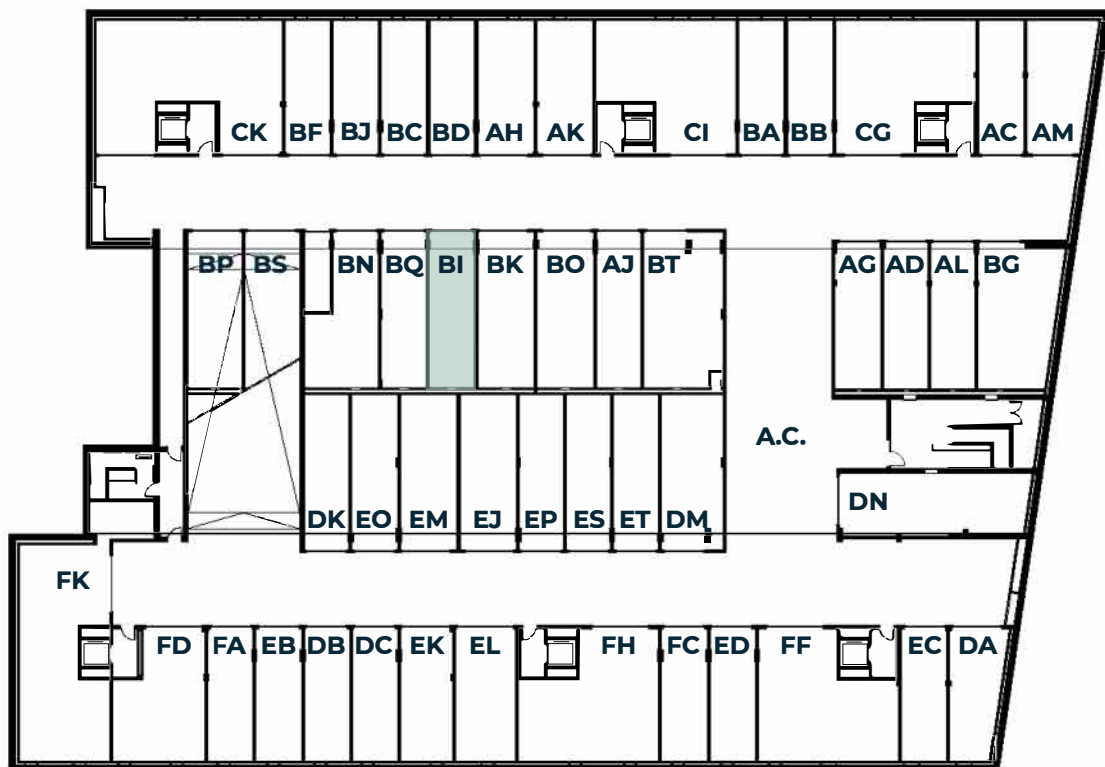 CK BF BJ BC BD AH AK CI BA BB CG AC AM
BP BS BN BQ BI BK BO AJ BT AG AD AL BG
A.C.
DN
DK EO EM EJ EP ES ET DM
FK
FD FA EB DB DC EK EL FH FC ED FF EC DA